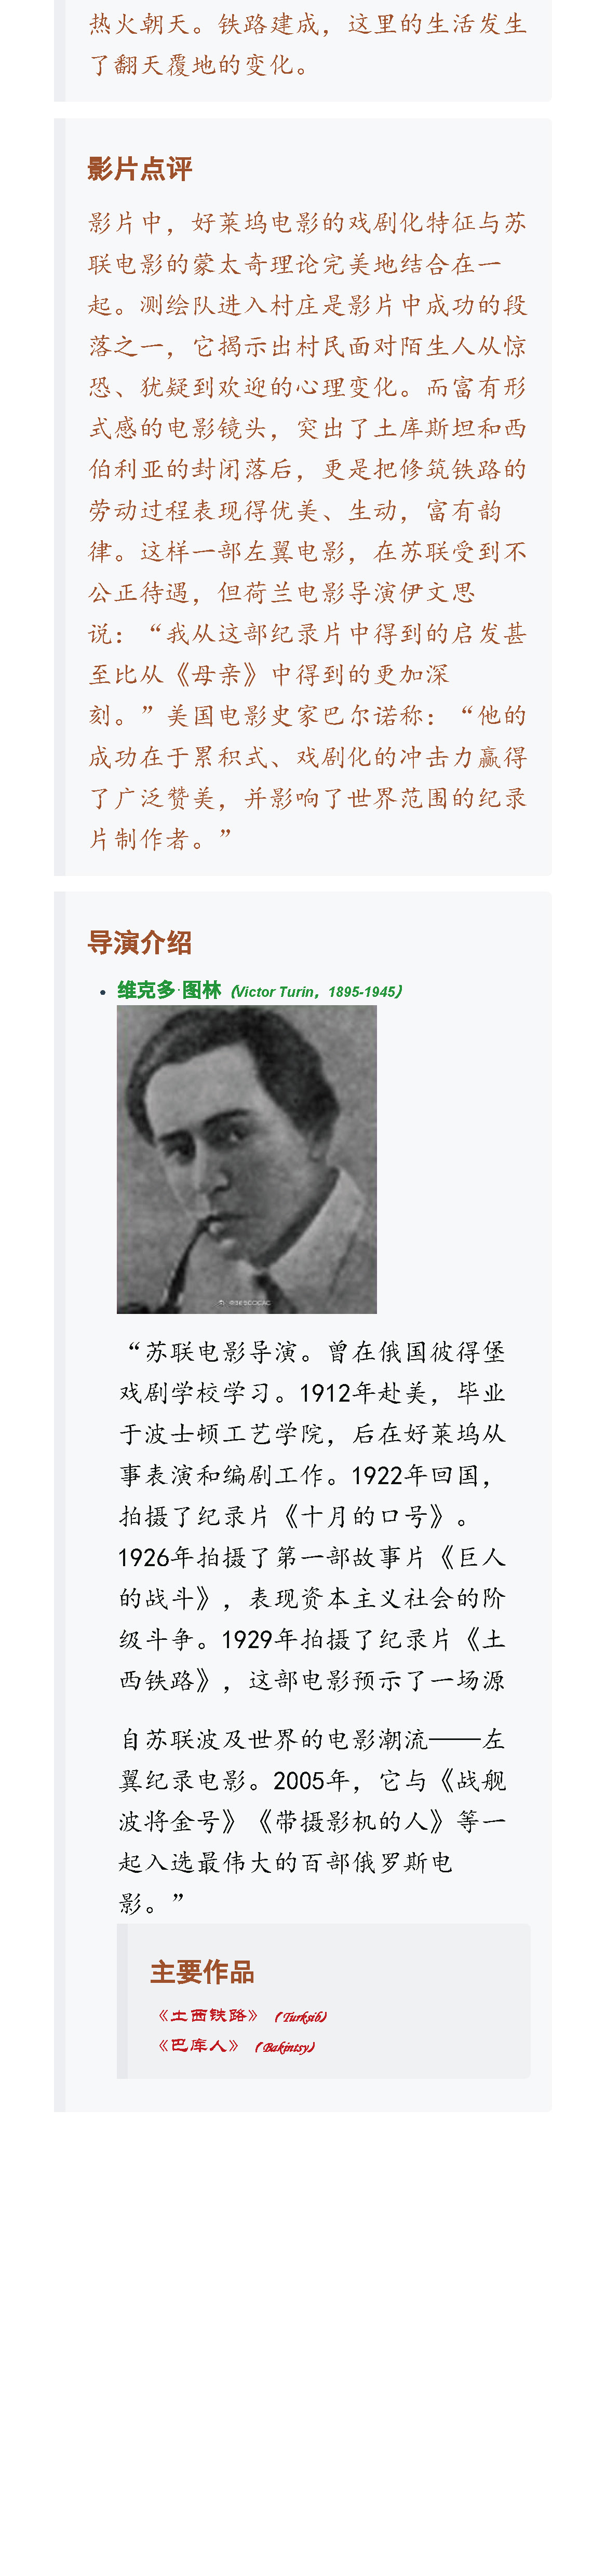 热火朝天。铁路建成，这里的生活发生
了翻天覆地的变化。
影片点评
影片中，好莱坞电影的戏剧化特征与苏
联电影的蒙太奇理论完美地结合在一
起。测绘队进入村庄是影片中成功的段
落之一，它揭示出村民面对陌生人从惊
恐、犹疑到欢迎的心理变化。而富有形
式感的电影镜头，突出了土库斯坦和西
伯利亚的封闭落后，更是把修筑铁路的
劳动过程表现得优美、生动，富有韵
律。这样一部左翼电影，在苏联受到不
公正待遇，但荷兰电影导演伊文思
说：“我从这部纪录片中得到的启发甚
至比从《母亲》中得到的更加深
刻。”美国电影史家巴尔诺称：“他的
成功在于累积式、戏剧化的冲击力赢得
了广泛赞美，并影响了世界范围的纪录
片制作者。”
导演介绍
维克多·图林（Victor Turin，1895-1945）
“苏联电影导演。曾在俄国彼得堡
戏剧学校学习。1912年赴美，毕业
于波士顿工艺学院，后在好莱坞从
事表演和编剧工作。1922年回国，
拍摄了纪录片《十月的口号》。
1926年拍摄了第一部故事片《巨人
的战斗》，表现资本主义社会的阶
级斗争。1929年拍摄了纪录片《土
西铁路》，这部电影预示了一场源
自苏联波及世界的电影潮流——左
翼纪录电影。2005年，它与《战舰
波将金号》《带摄影机的人》等一
起入选最伟大的百部俄罗斯电
影。”
主要作品
《土西铁路》（Turksib）
《巴库人》（Bakintsy）